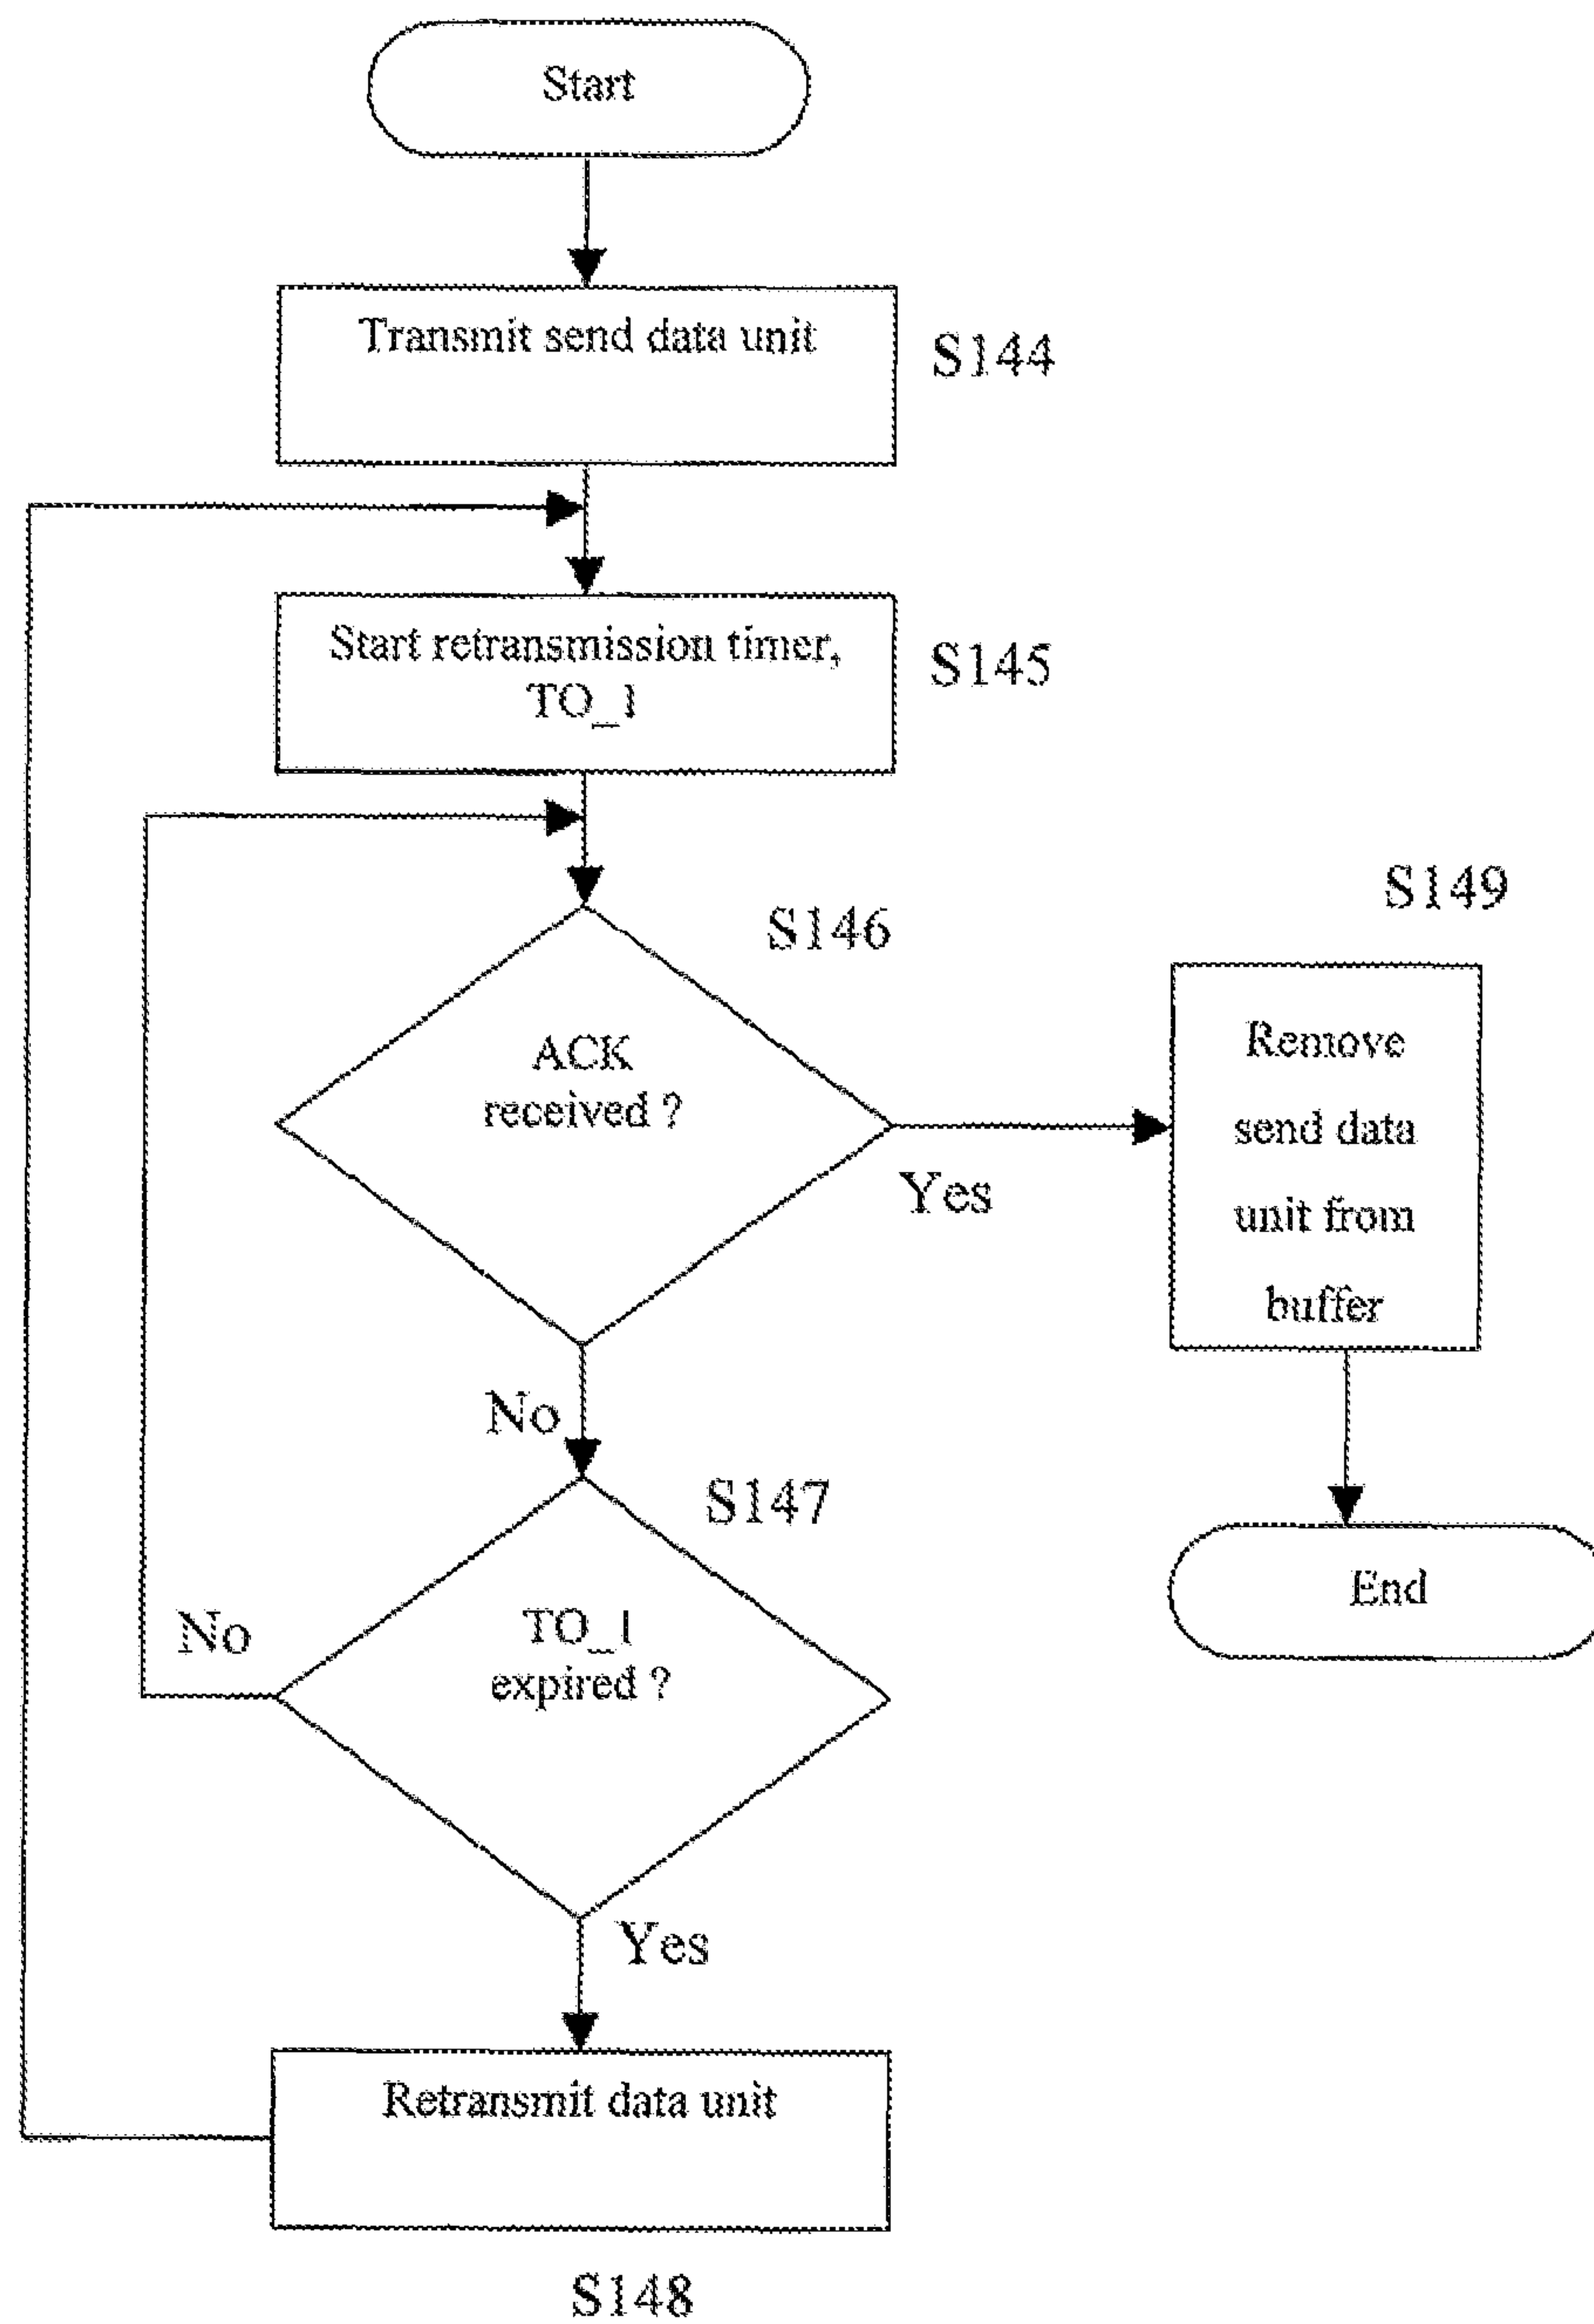 Start
Transmit send data unit
S144
Start retransmission timer,
TO_1
S145
S146
ACK
received ?
Yes
No
S149
Remove
send data
unit from
buffer
End
S147
TO_1
expired ?
No
Yes
Retransmit data unit
S148